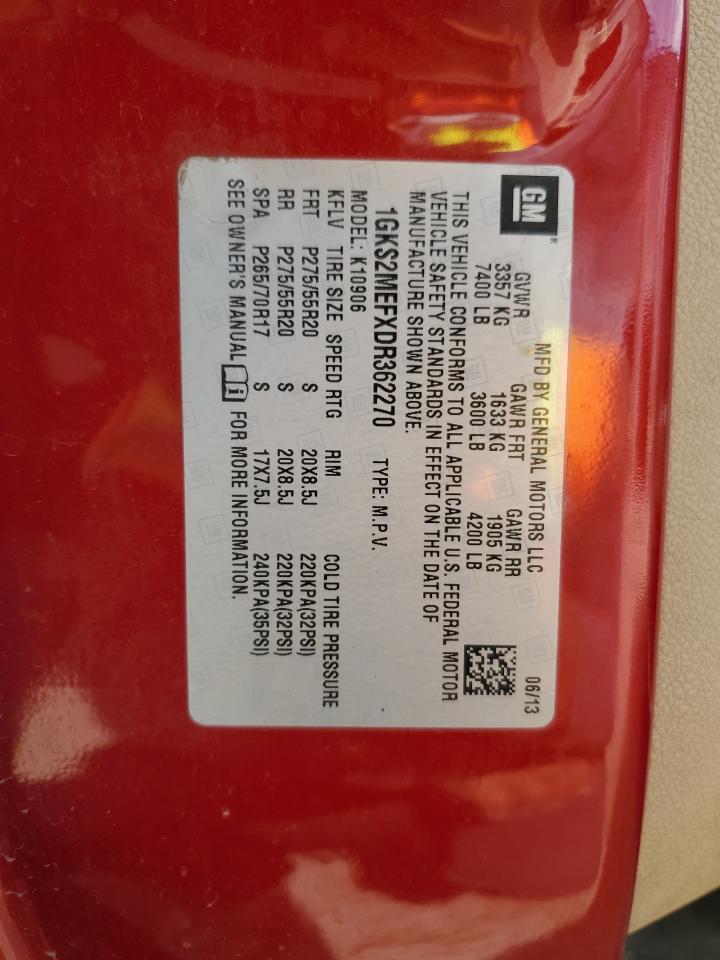 GM
MFD BY GENERAL MOTORS LLC 06/13
GVWR GAWR FRT GAWR RR
3357 KG 1633 KG 1905 KG
7400 LB 3600 LB 4200 LB
THIS VEHICLE CONFORMS TO ALL APPLICABLE U.S. FEDERAL MOTOR
VEHICLE SAFETY STANDARDS IN EFFECT ON THE DATE OF
MANUFACTURE SHOWN ABOVE.
1GKS2MEFXDR362270 TYPE: M.P.V.
MODEL: K10906
KFLV TIRE SIZE SPEED RTG RIM COLD TIRE PRESSURE
FRT P275/55R20 S 20X8.5J 220KPA(32PSI)
RR P275/55R20 S 20X8.5J 220KPA(32PSI)
SPA P265/70R17 S 17X7.5J 240KPA(35PSI)
SEE OWNER'S MANUAL FOR MORE INFORMATION.